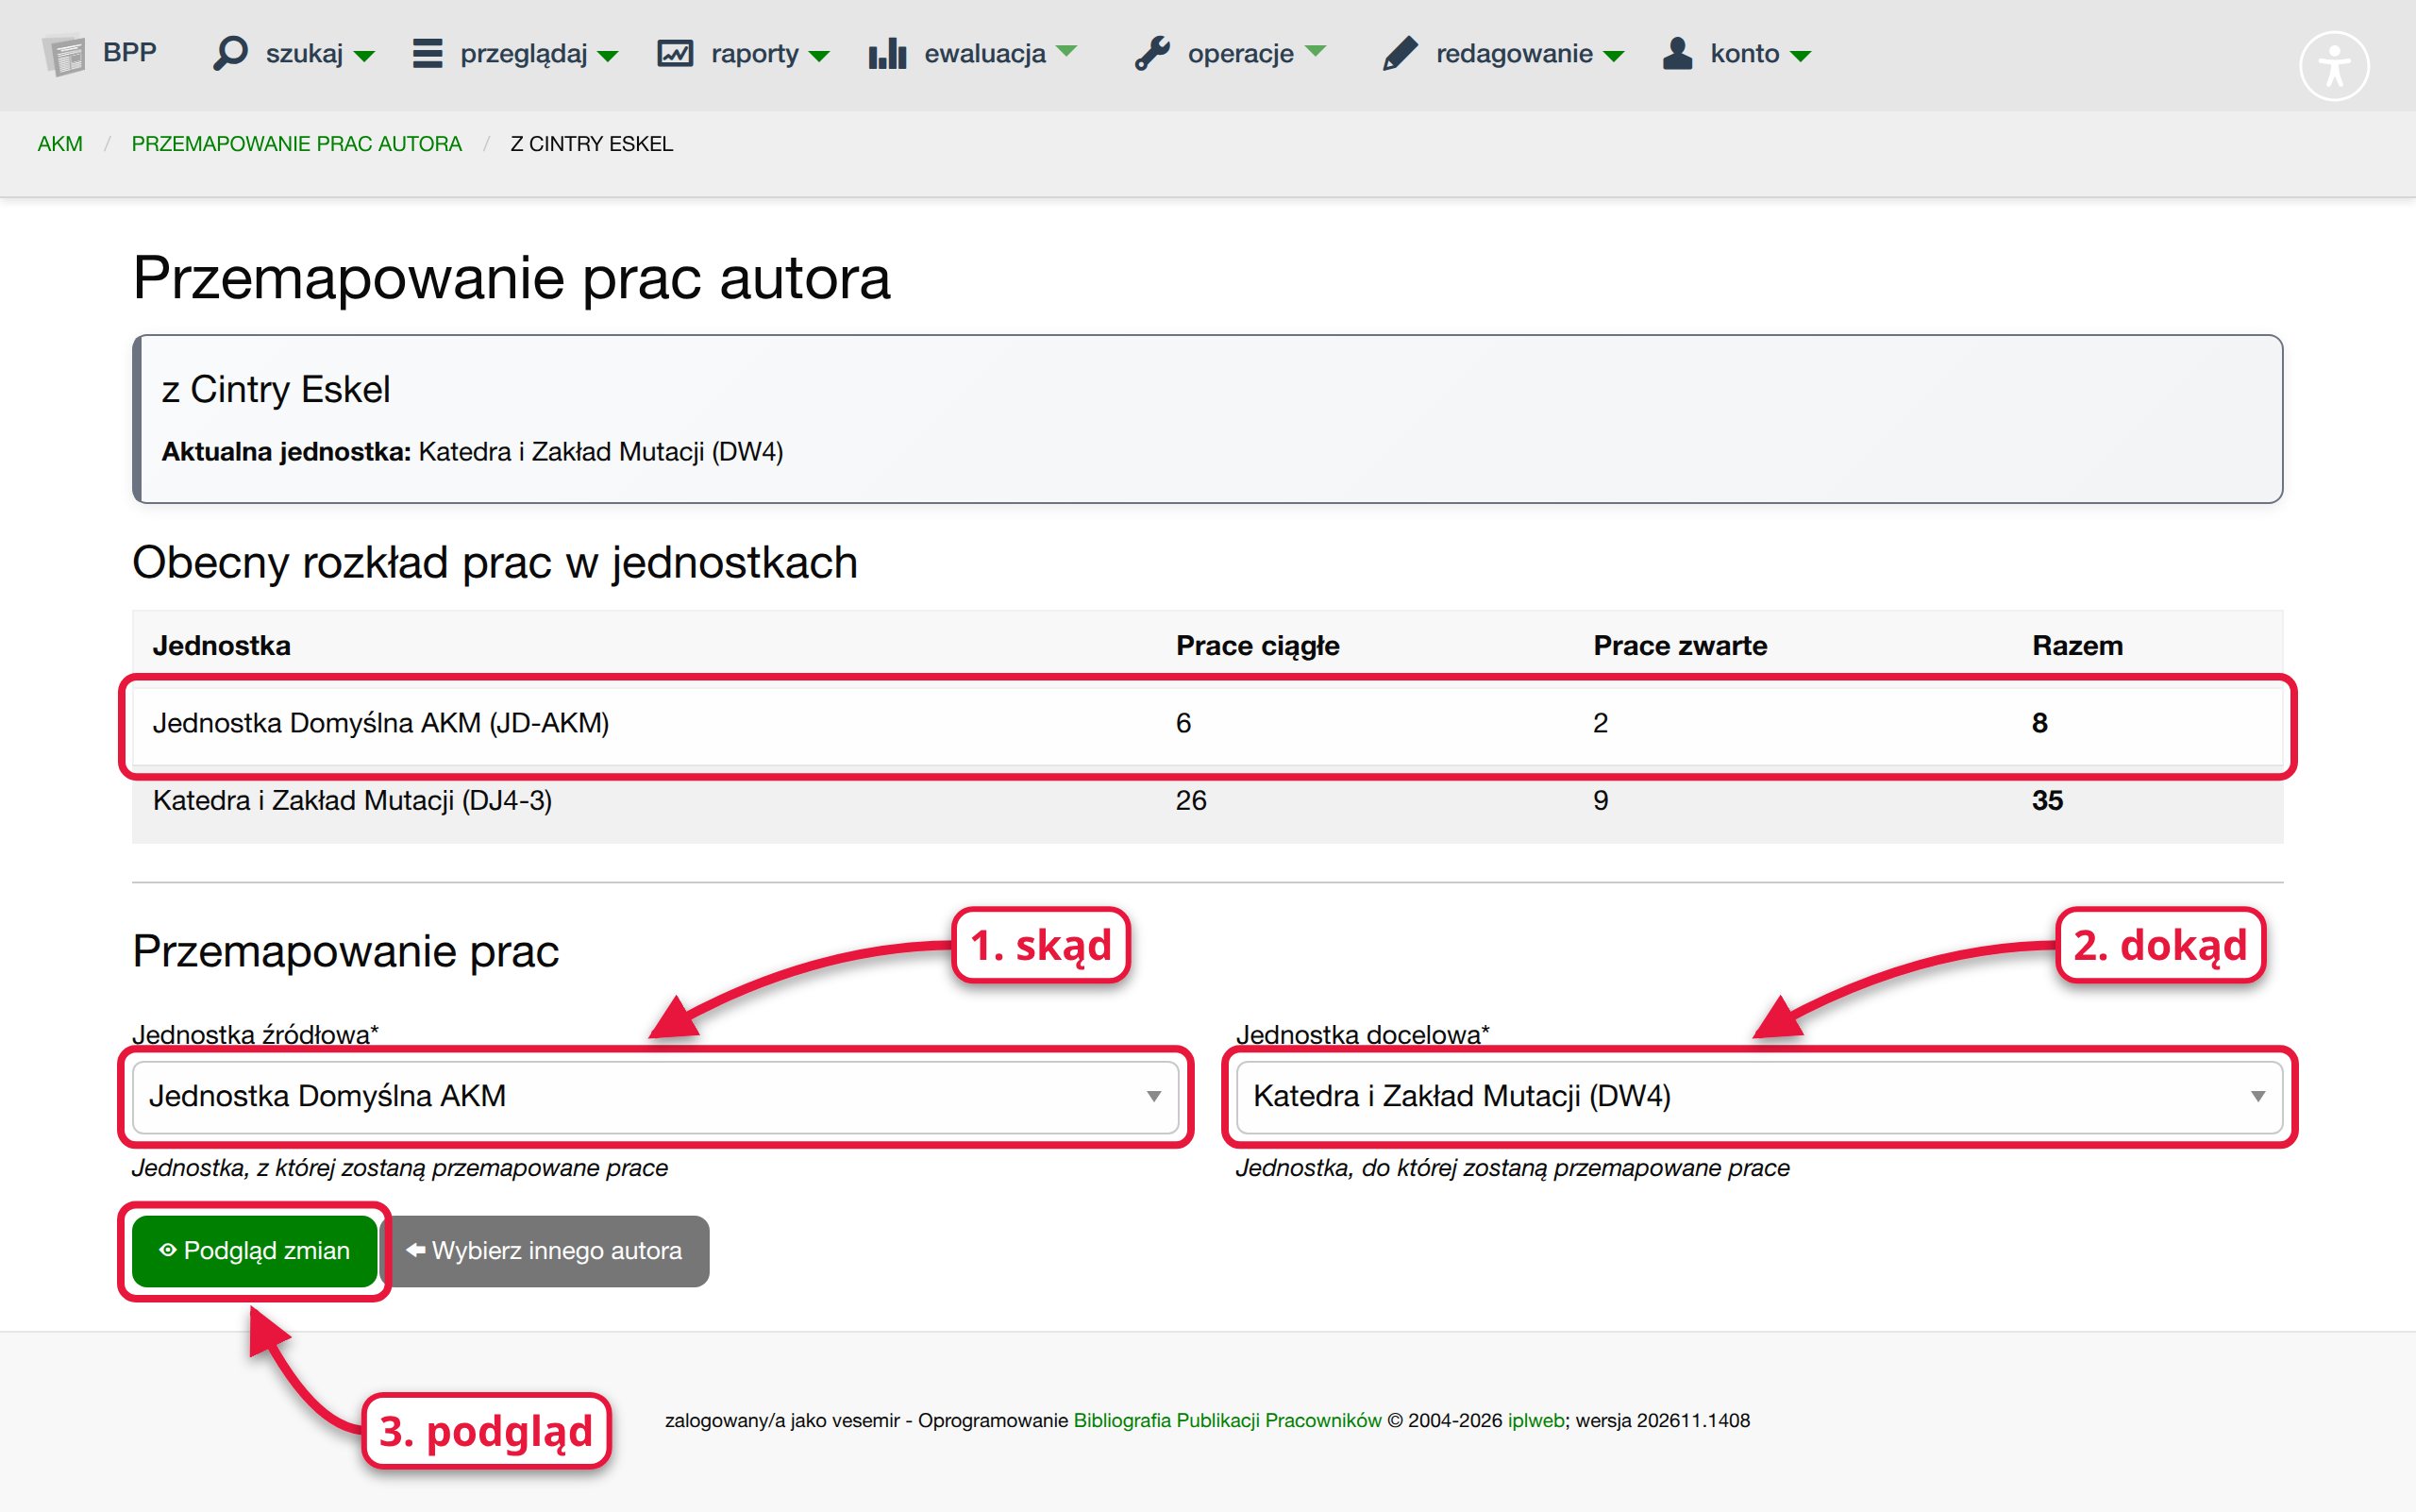 BPP szukaj przeglądaj raporty ewaluacja operacje redagowanie konto
AKM / PRZEMAPOWANIE PRAC AUTORA / Z CINTRY ESKEL
Przemapowanie prac autora
z Cintry Eskel
Aktualna jednostka: Katedra i Zakład Mutacji (DW4)
Obecny rozkład prac w jednostkach
Jednostka Prace ciągłe Prace zwarte Razem
Jednostka Domyślna AKM (JD-AKM) 6 2 8
Katedra i Zakład Mutacji (DJ4-3) 26 9 35
Przemapowanie prac
1. skąd
2. dokąd
Jednostka źródłowa*
Jednostka docelowa*
Jednostka Domyślna AKM
Katedra i Zakład Mutacji (DW4)
Jednostka, z której zostaną przemapowane prace
Jednostka, do której zostaną przemapowane prace
Podgląd zmian
Wybierz innego autora
3. podgląd
zalogowany/a jako vesemir - Oprogramowanie Bibliografia Publikacji Pracowników © 2004-2026 iplweb; wersja 202611.1408